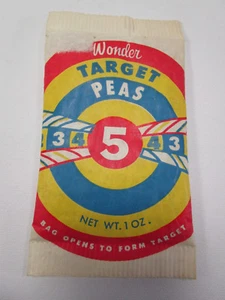 Wonder
TARGET
PEAS
3 4 5 4 3
NET WT. 1 OZ.
BAG OPENS TO FORM TARGET